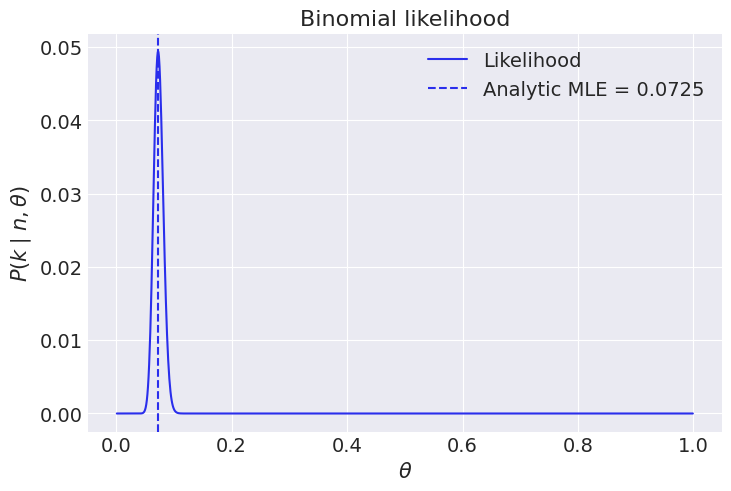 Binomial likelihood
Likelihood
Analytic MLE = 0.0725
P(k | n, θ)
0.05
0.04
0.03
0.02
0.01
0.00
0.0 0.2 0.4 0.6 0.8 1.0
θ